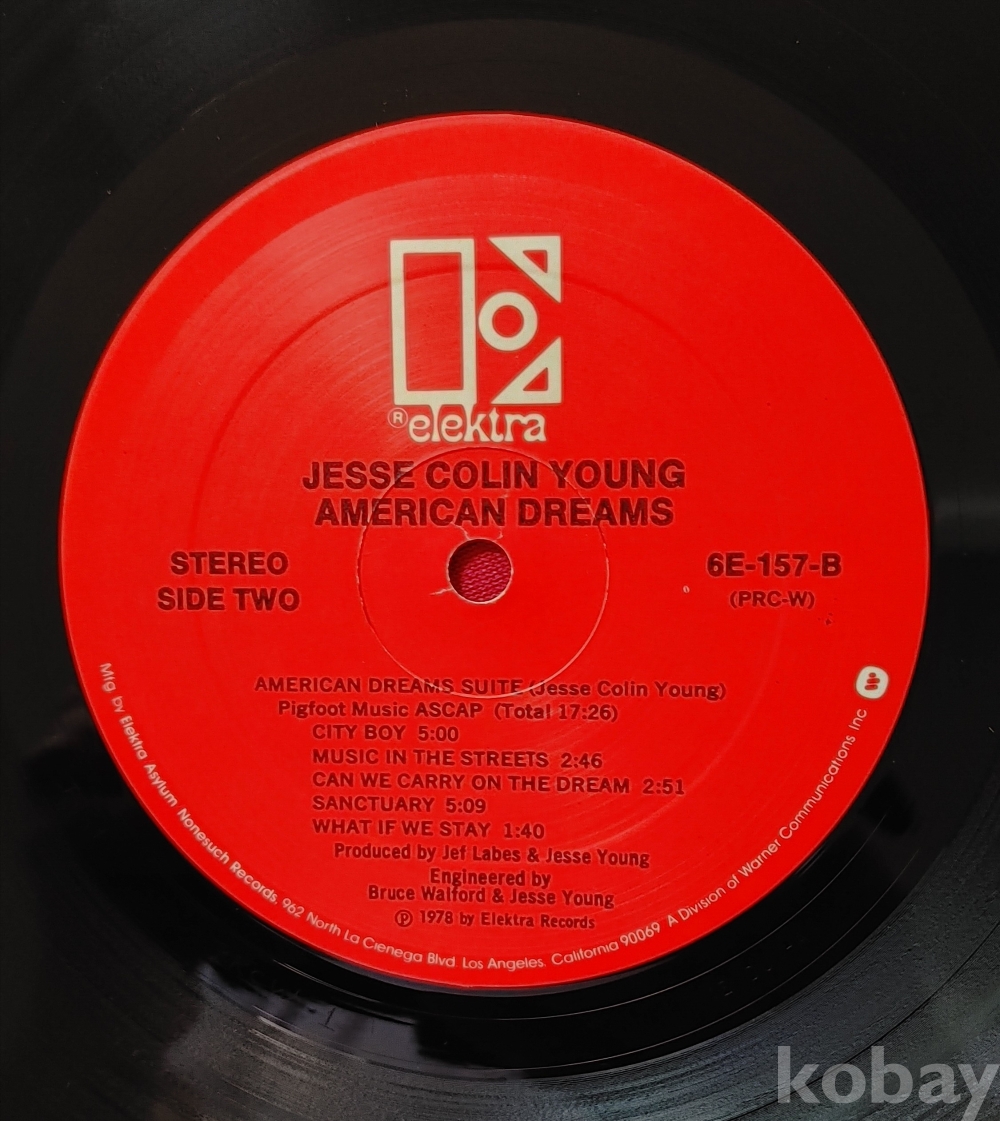 ® elektra
JESSE COLIN YOUNG
AMERICAN DREAMS
STEREO
SIDE TWO
6E-157-B
(PRC-W)
AMERICAN DREAMS SUITE (Jesse Colin Young)
Pigfoot Music ASCAP (Total 17:26)
CITY BOY 5:00
MUSIC IN THE STREETS 2:46
CAN WE CARRY ON THE DREAM 2:51
SANCTUARY 5:09
WHAT IF WE STAY 1:40
Produced by Jef Labes & Jesse Young
Engineered by
Bruce Walford & Jesse Young
℗ 1978 by Elektra Records
Mfg. by Elektra Asylum Nonesuch Records, 962 North La Cienega Blvd. Los Angeles, California 90069 A Division of Warner Communications Inc
kobay